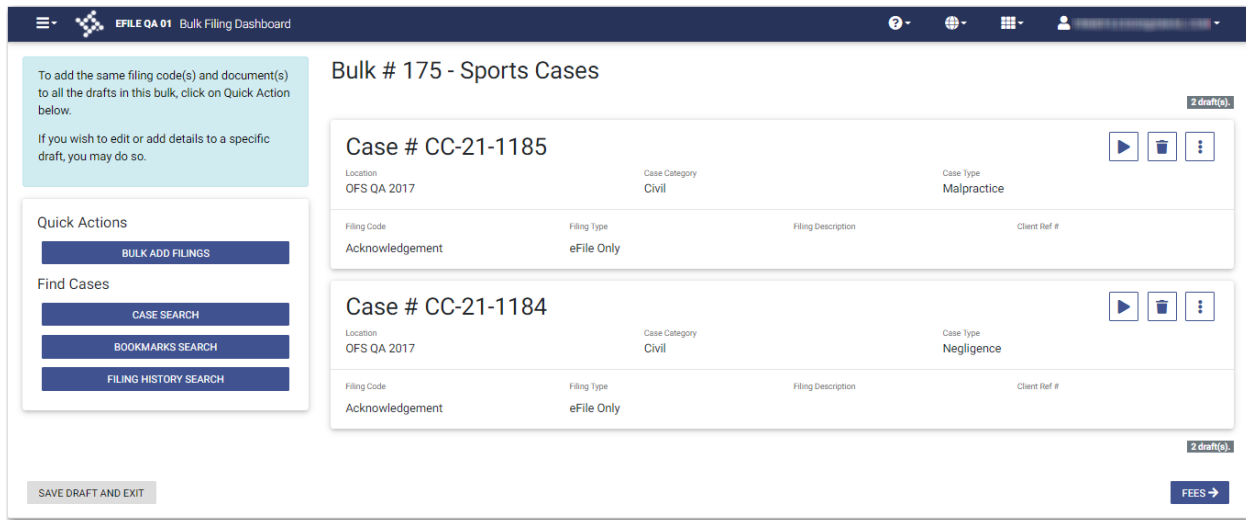 EFILE QA 01 Bulk Filing Dashboard
To add the same filing code(s) and document(s)
to all the drafts in this bulk, click on Quick Action
below.
If you wish to edit or add details to a specific
draft, you may do so.
Quick Actions
BULK ADD FILINGS
Find Cases
CASE SEARCH
BOOKMARKS SEARCH
FILING HISTORY SEARCH
Bulk # 175 - Sports Cases
2 draft(s).
Case # CC-21-1185
Location Case Category Case Type
OFS QA 2017 Civil Malpractice
Filing Code Filing Type Filing Description Client Ref #
Acknowledgement eFile Only
Case # CC-21-1184
Location Case Category Case Type
OFS QA 2017 Civil Negligence
Filing Code Filing Type Filing Description Client Ref #
Acknowledgement eFile Only
2 draft(s).
SAVE DRAFT AND EXIT
FEES